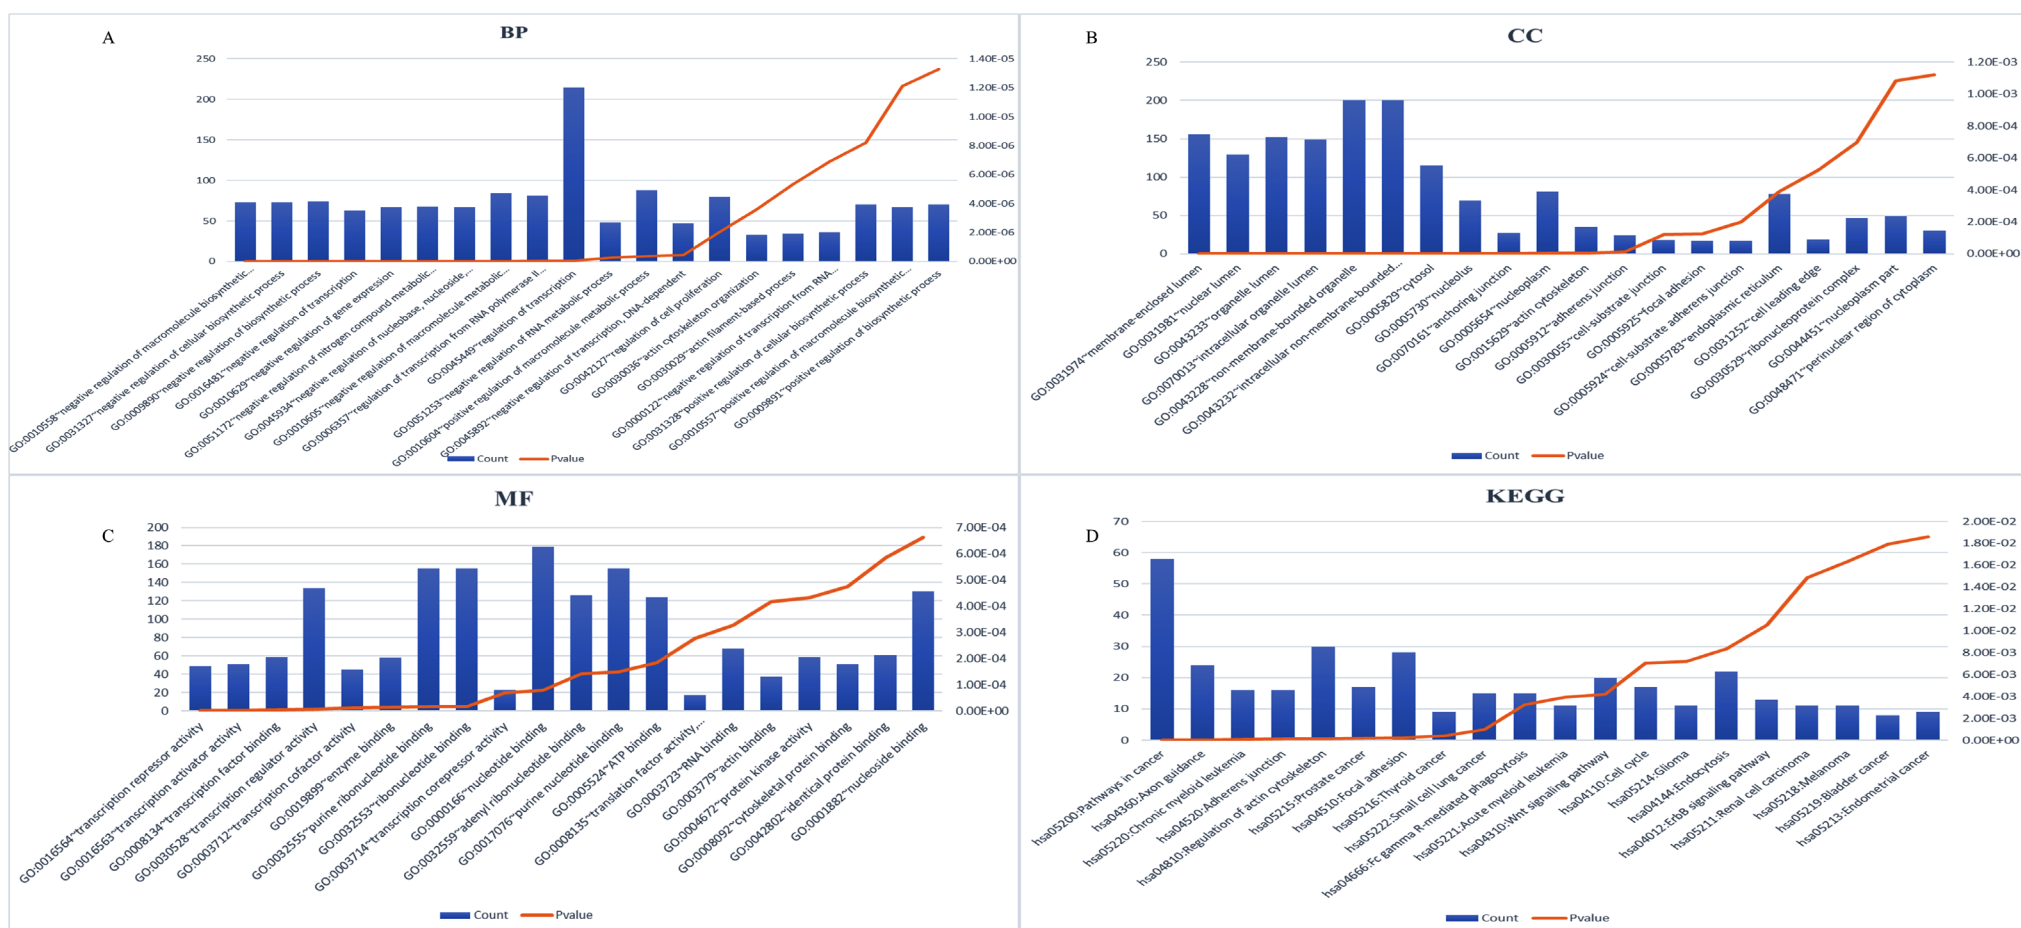 A
BP
250
200
150
100
50
0
1.40E-05
1.20E-05
1.00E-05
8.00E-06
6.00E-06
4.00E-06
2.00E-06
0.00E+00
GO:0010558~negative regulation of macromolecule biosynthetic...
GO:0031327~negative regulation of cellular biosynthetic process
GO:0009890~negative regulation of biosynthetic process
GO:0016481~negative regulation of transcription
GO:0010629~negative regulation of gene expression
GO:0051172~negative regulation of nitrogen compound metabolic...
GO:0045934~negative regulation of nucleobase, nucleoside,...
GO:0010605~negative regulation of macromolecule metabolic...
GO:0006357~regulation of transcription from RNA polymerase II...
GO:0045449~regulation of transcription
GO:0051253~negative regulation of RNA metabolic process
GO:0010604~positive regulation of macromolecule metabolic process
GO:0045892~negative regulation of transcription, DNA-dependent
GO:0042127~regulation of cell proliferation
GO:0030036~actin cytoskeleton organization
GO:0030029~actin filament-based process
GO:000122~negative regulation of transcription from RNA...
GO:0031328~positive regulation of cellular biosynthetic process
GO:0010557~positive regulation of macromolecule biosynthetic...
GO:0009891~positive regulation of biosynthetic process
Count
Pvalue
B
CC
250
200
150
100
50
0
1.20E-03
1.00E-03
8.00E-04
6.00E-04
4.00E-04
2.00E-04
0.00E+00
GO:0031974~membrane-enclosed lumen
GO:0031981~nuclear lumen
GO:0043233~organelle lumen
GO:0070013~intracellular organelle lumen
GO:0043228~non-membrane-bounded organelle
GO:0043232~intracellular non-membrane-bounded...
GO:0005829~cytosol
GO:0005730~nucleolus
GO:0070161~anchoring junction
GO:0005654~nucleoplasm
GO:0015629~actin cytoskeleton
GO:0005912~adherens junction
GO:0030055~cell-substrate junction
GO:0005925~focal adhesion
GO:0005924~cell-substrate adherens junction
GO:0005783~endoplasmic reticulum
GO:0031252~cell leading edge
GO:0030529~ribonucleoprotein complex
GO:0044451~nucleoplasm part
GO:0048471~perinuclear region of cytoplasm
Count
Pvalue
C
MF
200
180
160
140
120
100
80
60
40
20
0
7.00E-04
6.00E-04
5.00E-04
4.00E-04
3.00E-04
2.00E-04
1.00E-04
0.00E+00
GO:0016564~transcription repressor activity
GO:0016563~transcription activator activity
GO:0008134~transcription factor binding
GO:0030528~transcription regulator activity
GO:0003712~transcription cofactor activity
GO:0019899~enzyme binding
GO:0032555~purine ribonucleotide binding
GO:0032553~ribonucleotide binding
GO:0003714~transcription corepressor activity
GO:0000166~nucleotide binding
GO:0032559~adenyl ribonucleotide binding
GO:0017076~purine nucleotide binding
GO:0005524~ATP binding
GO:0008135~translation factor activity,...
GO:0003723~RNA binding
GO:0003779~actin binding
GO:0004672~protein kinase activity
GO:0008092~cytoskeletal protein binding
GO:0042802~identical protein binding
GO:0001882~nucleoside binding
Count
Pvalue
D
KEGG
70
60
50
40
30
20
10
0
2.00E-02
1.80E-02
1.60E-02
1.40E-02
1.20E-02
1.00E-02
8.00E-03
6.00E-03
4.00E-03
2.00E-03
0.00E+00
hsa05200:Pathways in cancer
hsa04360:Axon guidance
hsa05220:Chronic myeloid leukemia
hsa04520:Adherens junction
hsa04810:Regulation of actin cytoskeleton
hsa05215:Prostate cancer
hsa04510:Focal adhesion
hsa05216:Thyroid cancer
hsa05222:Small cell lung cancer
hsa04666:Fc gamma R-mediated phagocytosis
hsa05221:Acute myeloid leukemia
hsa04310:Wnt signaling pathway
hsa04110:Cell cycle
hsa05214:Glioma
hsa04144:Endocytosis
hsa04012:ErbB signaling pathway
hsa05211:Renal cell carcinoma
hsa05218:Melanoma
hsa05219:Bladder cancer
hsa05213:Endometrial cancer
Count
Pvalue